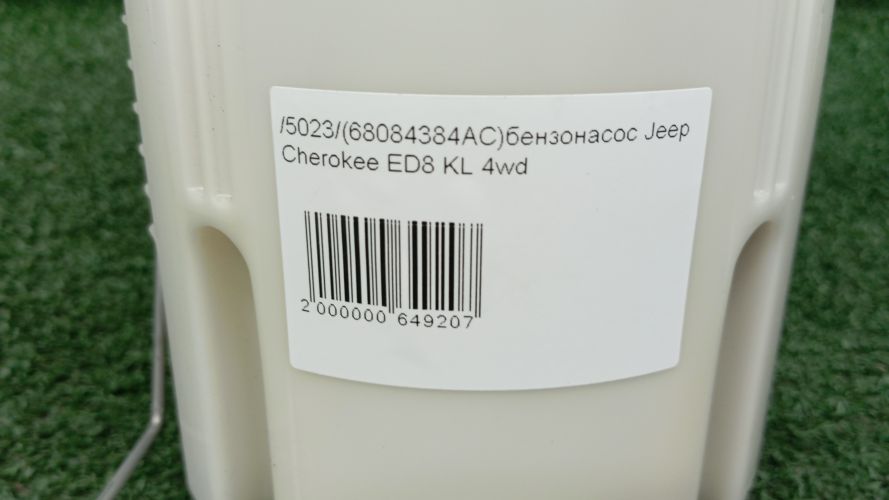 /5023/(68084384AC)бензонасос Jeep
Cherokee ED8 KL 4wd
2 000000 649207